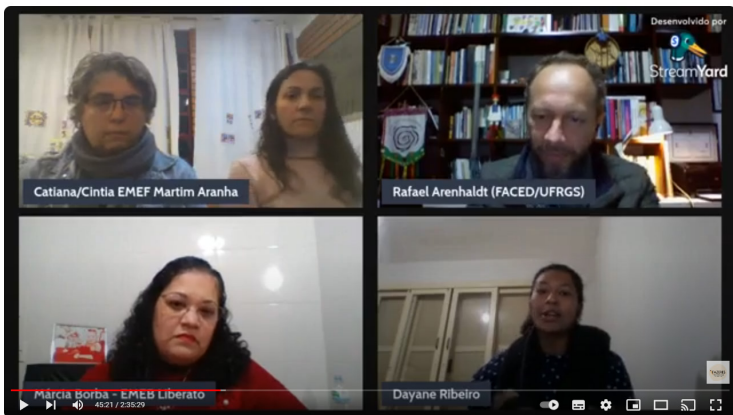 Desenvolvido por
StreamYard
Catiana/Cintia EMEF Martim Aranha
Rafael Arenhaldt (FACED/UFRGS)
Márcia Borba - EMEB Liberato
Dayane Ribeiro
45:21 / 2:35:29